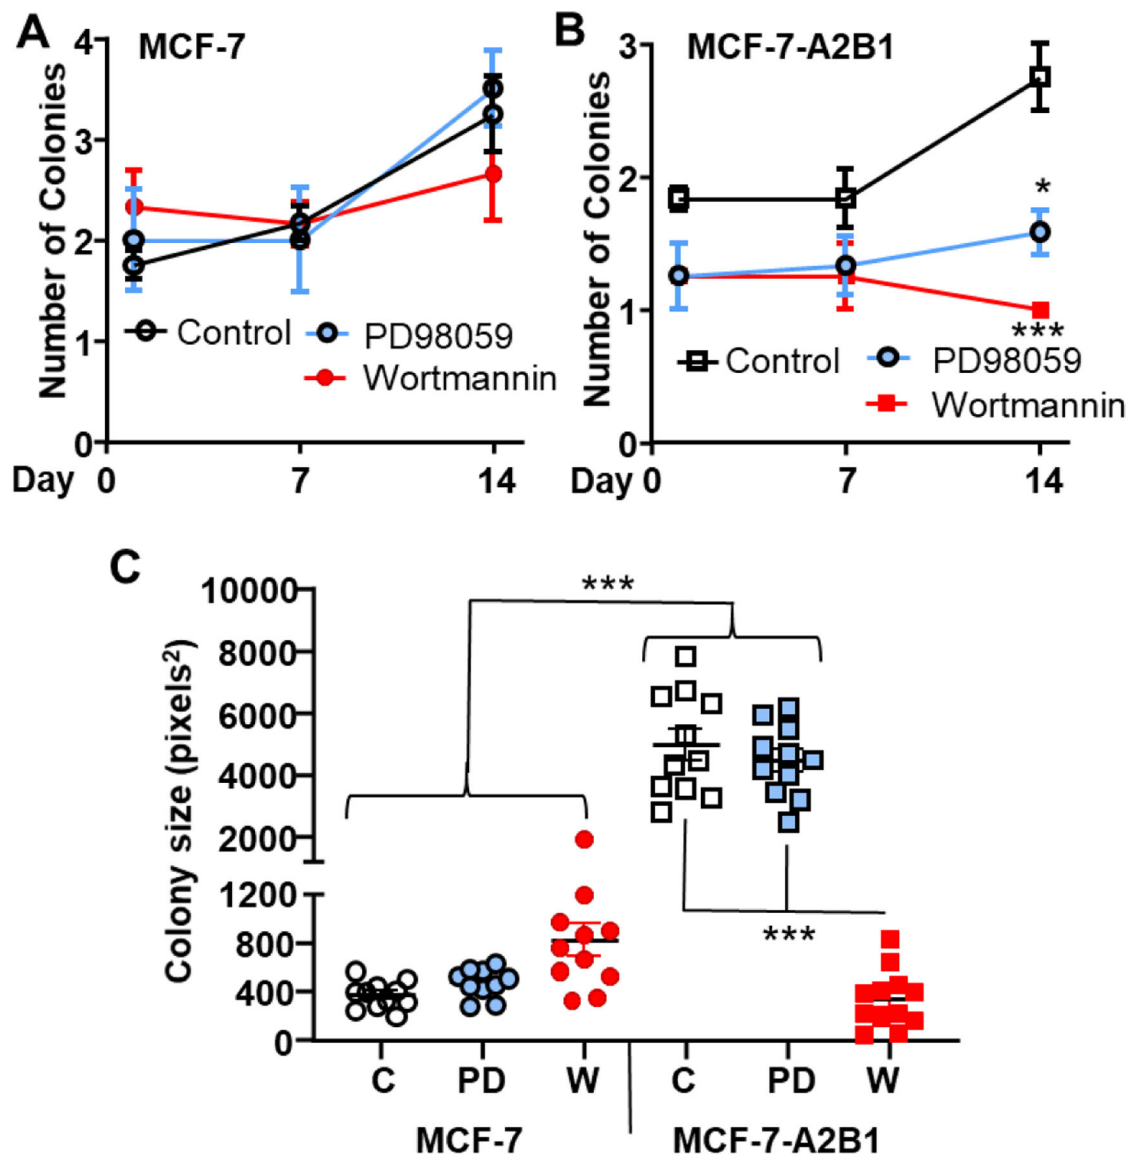 A
MCF-7
Number of Colonies
4
3
2
1
0
Control
PD98059
Wortmannin
Day 0 7 14
B
MCF-7-A2B1
Number of Colonies
3
2
1
0
*
***
Control
PD98059
Wortmannin
Day 0 7 14
C
Colony size (pixels²)
10000
8000
6000
4000
2000
1200
800
400
0
***
***
C PD W C PD W
MCF-7 MCF-7-A2B1